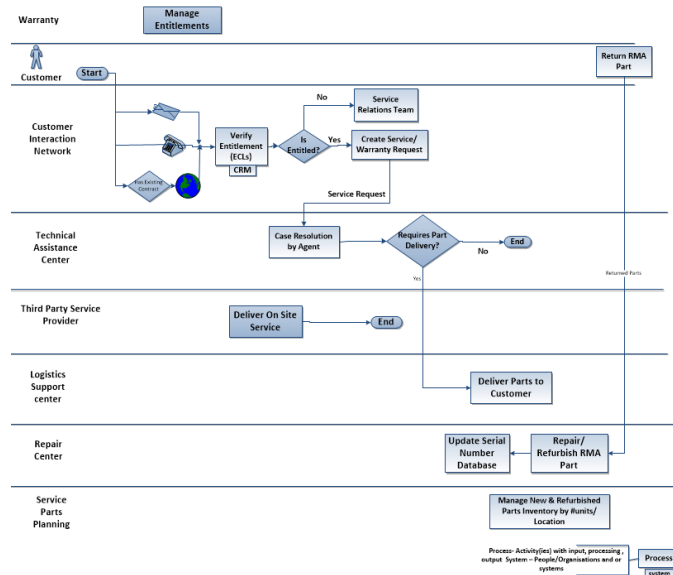 Warranty
Manage
Entitlements
Customer
Start
Return RMA
Part
Customer
Interaction
Network
Has Existing
Contract
Verify
Entitlement
(ECLs)
CRM
Is
Entitled?
No
Yes
Service
Relations Team
Create Service/
Warranty Request
Service Request
Technical
Assistance
Center
Case Resolution
by Agent
Requires Part
Delivery?
No
End
Yes
Returned Parts
Third Party Service
Provider
Deliver On Site
Service
End
Logistics
Support
center
Deliver Parts to
Customer
Repair
Center
Update Serial
Number
Database
Repair/
Refurbish RMA
Part
Service
Parts
Planning
Manage New & Refurbished
Parts Inventory by #units/
Location
Process- Activity(ies) with input, processing ,
output System – People/Organisations and or
systems
Process
system